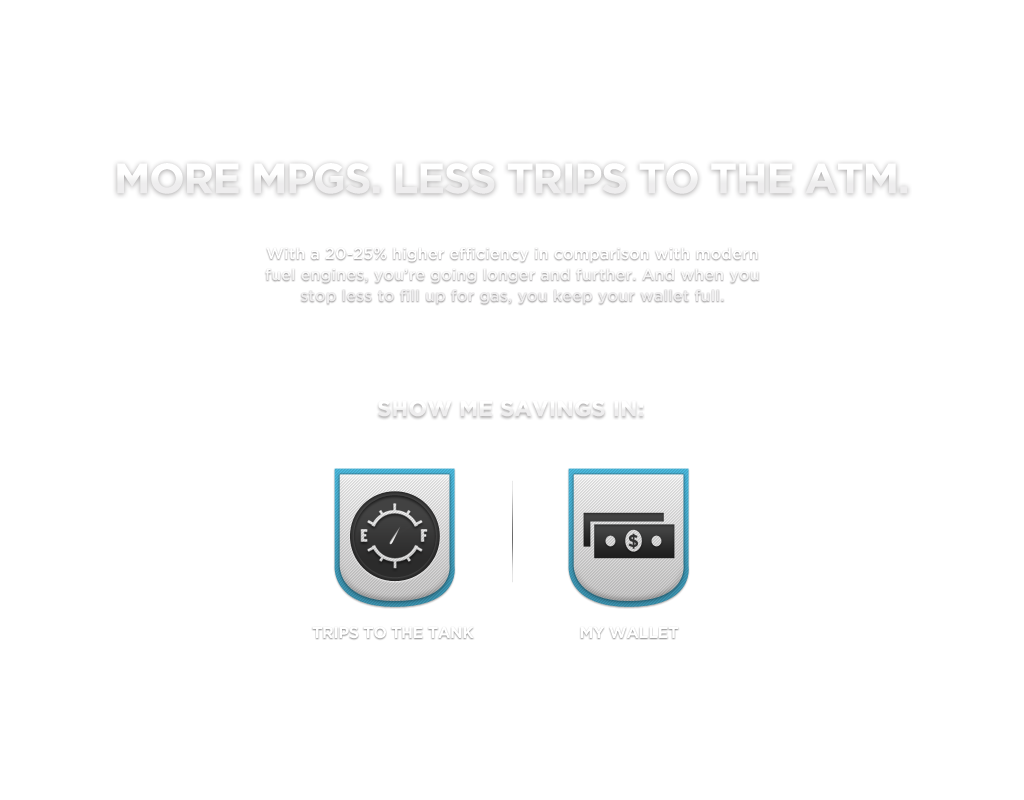 MORE MPGS. LESS TRIPS TO THE ATM.
With a 20-25% higher efficiency in comparison with modern
fuel engines, you're going longer and further. And when you
stop less to fill up for gas, you keep your wallet full.
SHOW ME SAVINGS IN:
E F
$
TRIPS TO THE TANK
MY WALLET